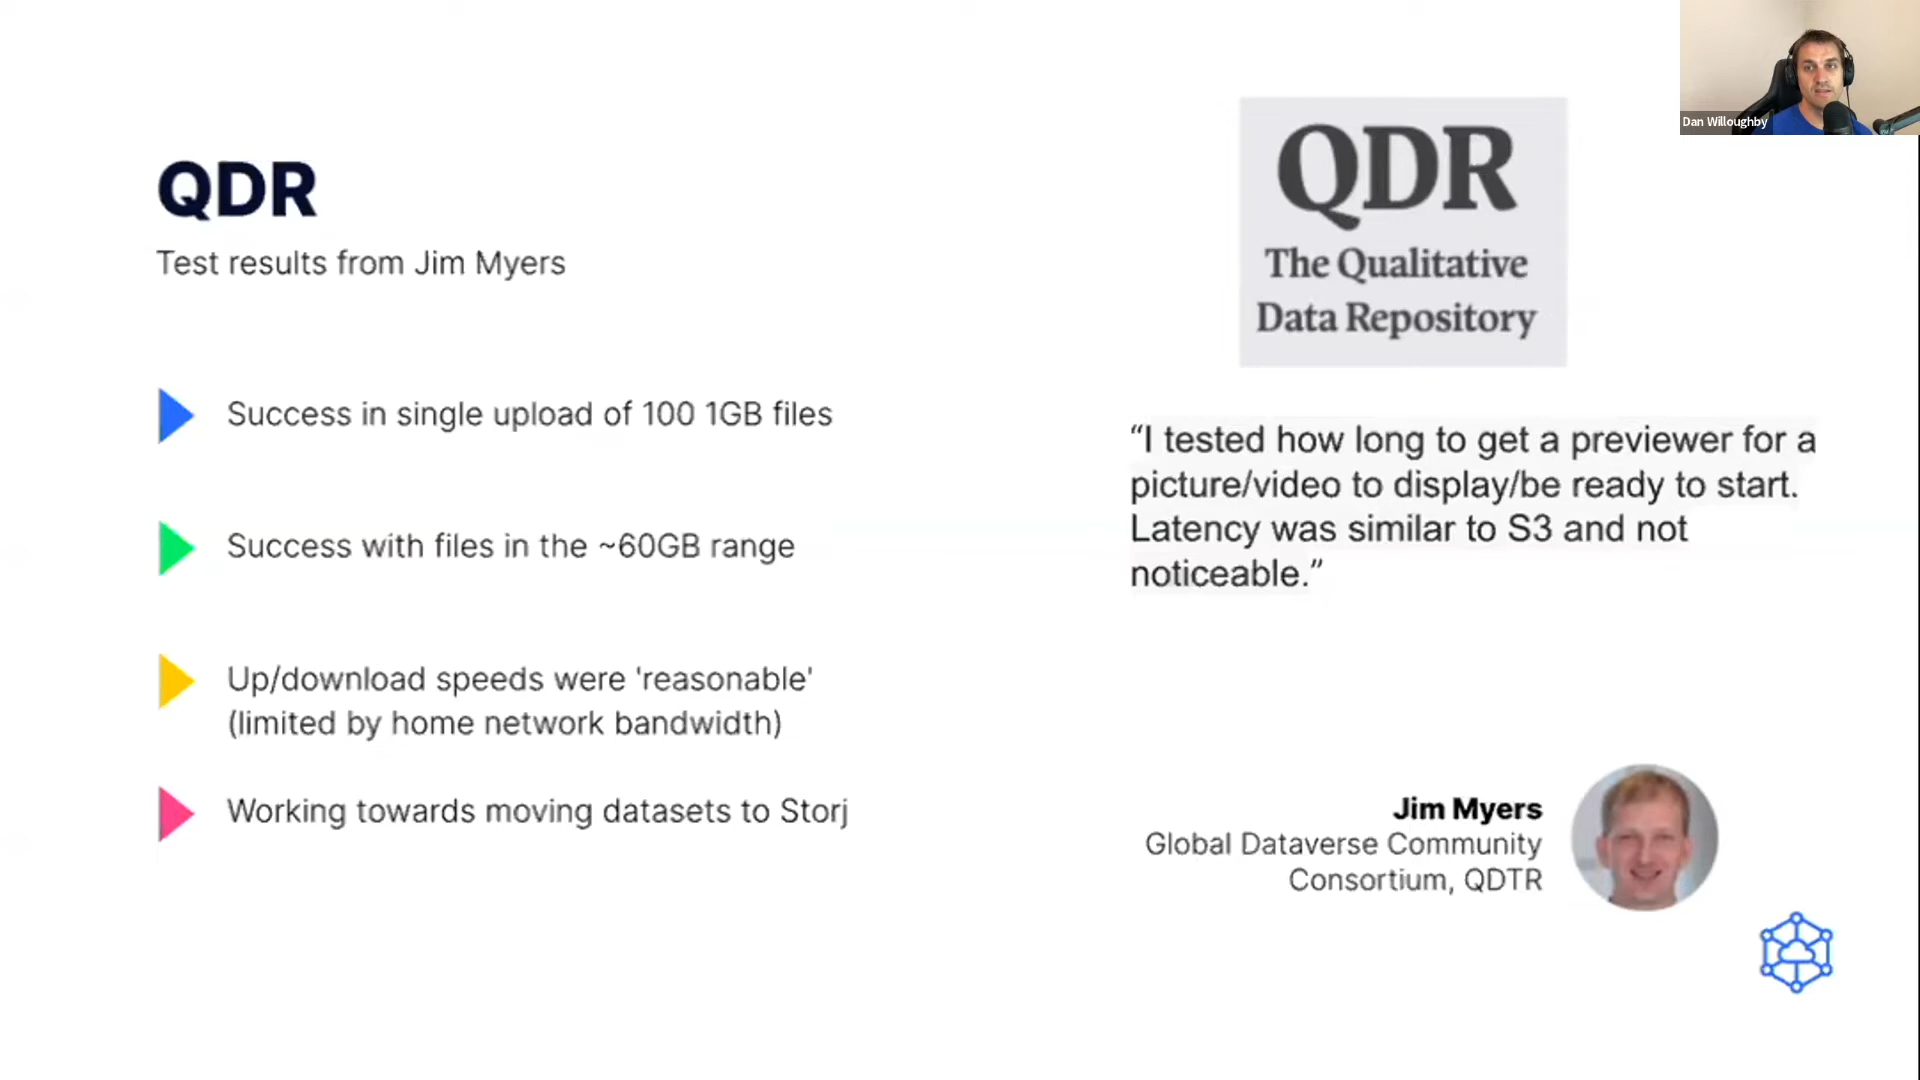 Dan Willoughby
QDR
Test results from Jim Myers
Success in single upload of 100 1GB files
Success with files in the ~60GB range
Up/download speeds were 'reasonable'
(limited by home network bandwidth)
Working towards moving datasets to Storj
QDR
The Qualitative
Data Repository
“I tested how long to get a previewer for a
picture/video to display/be ready to start.
Latency was similar to S3 and not
noticeable.”
Jim Myers
Global Dataverse Community
Consortium, QDTR